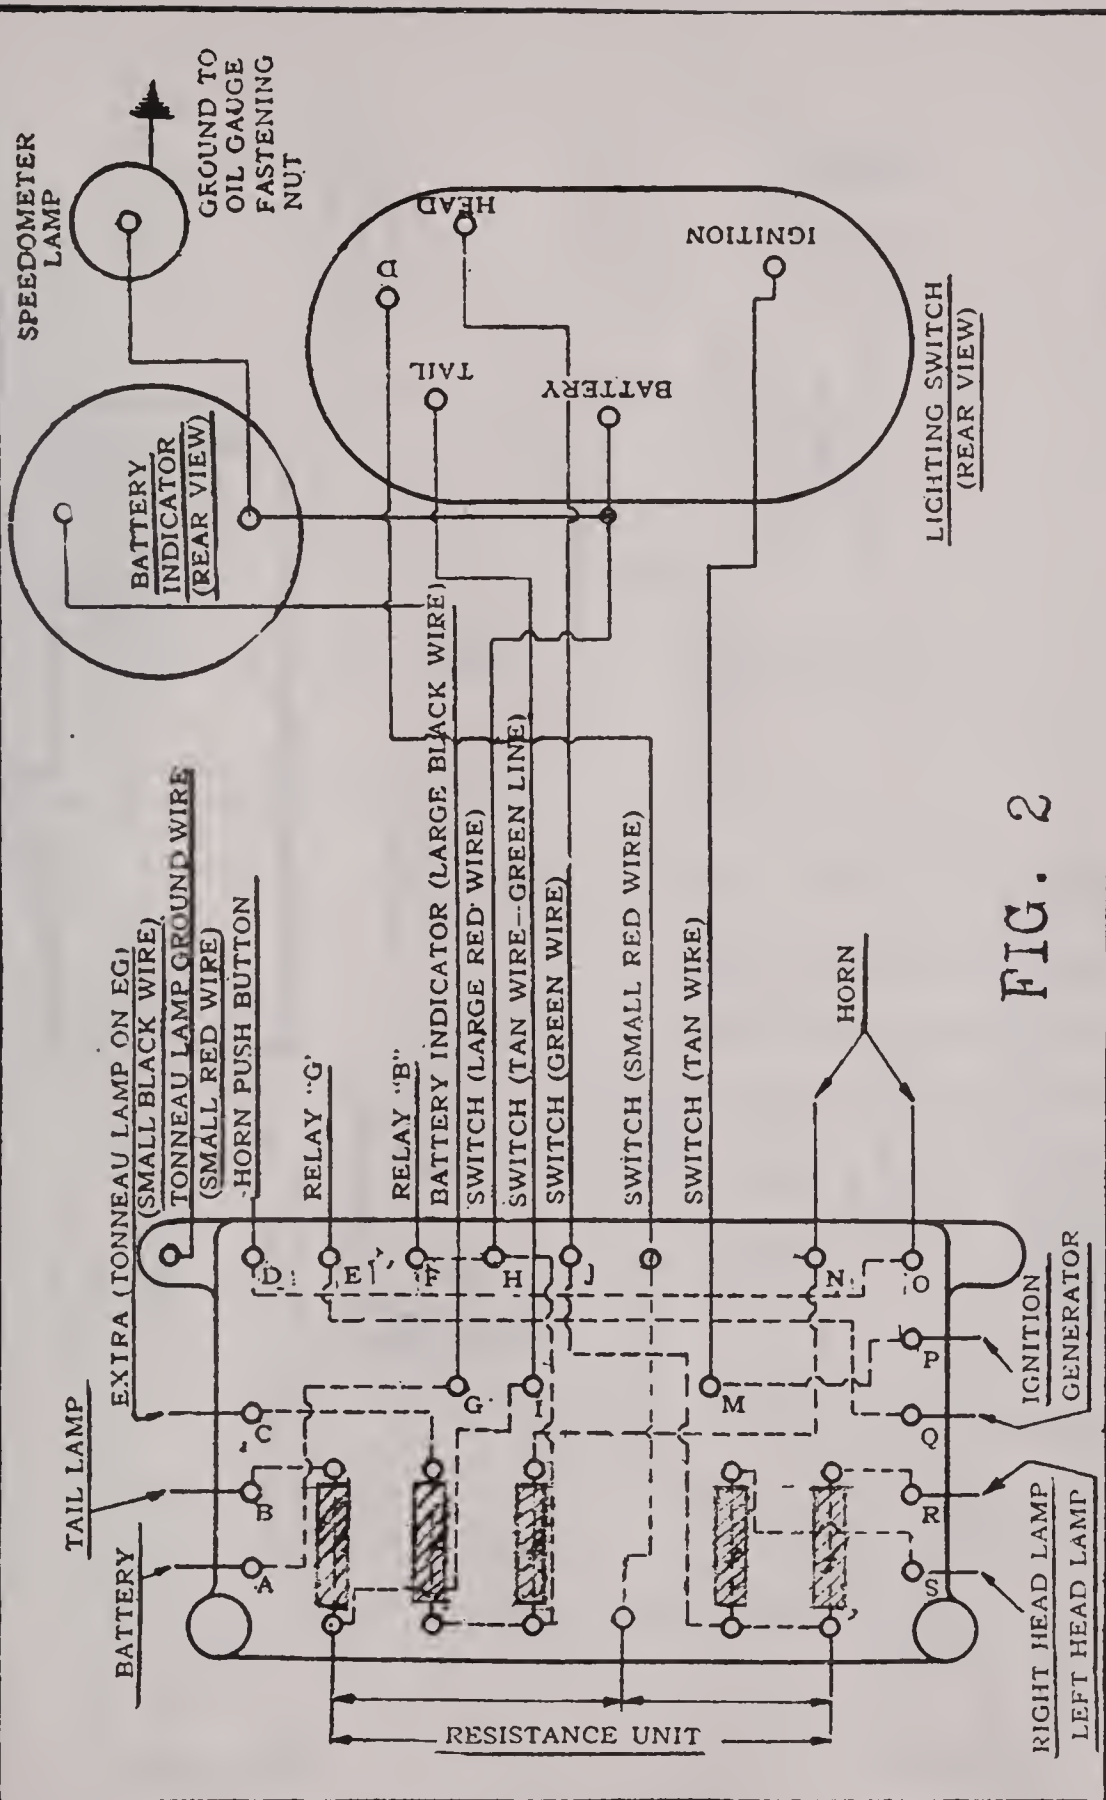 SPEEDOMETER
LAMP
GROUND TO
OIL GAUGE
FASTENING
NUT
BATTERY
INDICATOR
(REAR VIEW)
D
HEAD
TAIL
BATTERY
IGNITION
LIGHTING SWITCH
(REAR VIEW)
EXTRA (TONNEAU LAMP ON EG)
(SMALL BLACK WIRE)
TONNEAU LAMP GROUND WIRE
(SMALL RED WIRE)
HORN PUSH BUTTON
RELAY "G"
RELAY "B"
BATTERY INDICATOR (LARGE BLACK WIRE)
SWITCH (LARGE RED WIRE)
SWITCH (TAN WIRE--GREEN LINE)
SWITCH (GREEN WIRE)
SWITCH (SMALL RED WIRE)
SWITCH (TAN WIRE)
HORN
TAIL LAMP
BATTERY
D
E
F
H
J
N
O
C
G
I
M
P
B
Q
A
R
S
IGNITION
GENERATOR
RIGHT HEAD LAMP
LEFT HEAD LAMP
RESISTANCE UNIT
FIG. 2